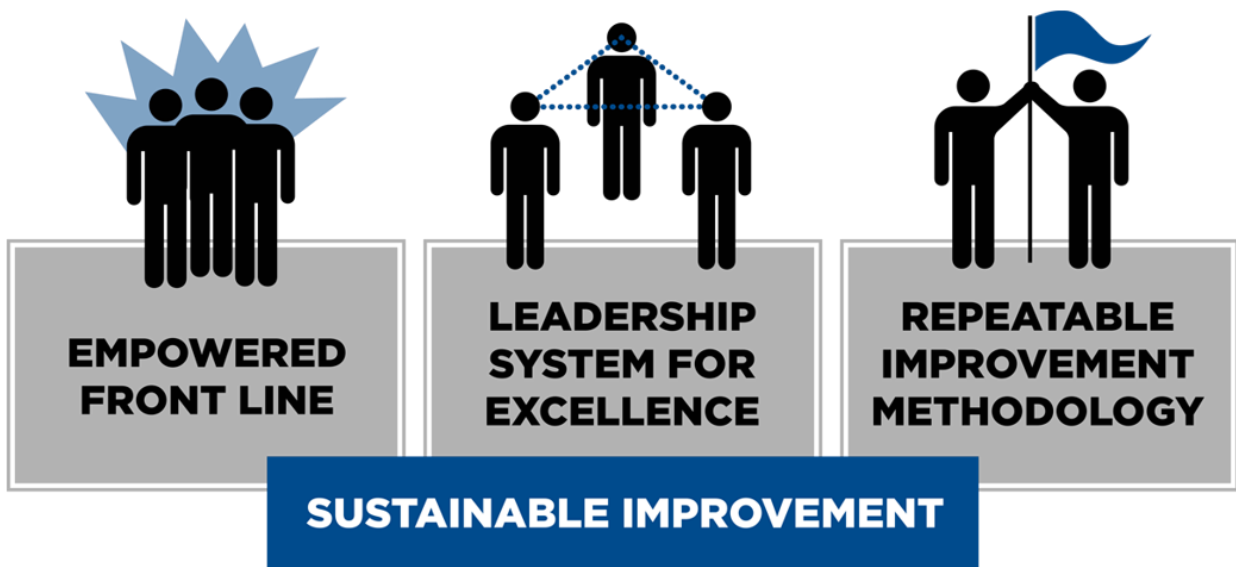 EMPOWERED
FRONT LINE
LEADERSHIP
SYSTEM FOR
EXCELLENCE
REPEATABLE
IMPROVEMENT
METHODOLOGY
SUSTAINABLE IMPROVEMENT